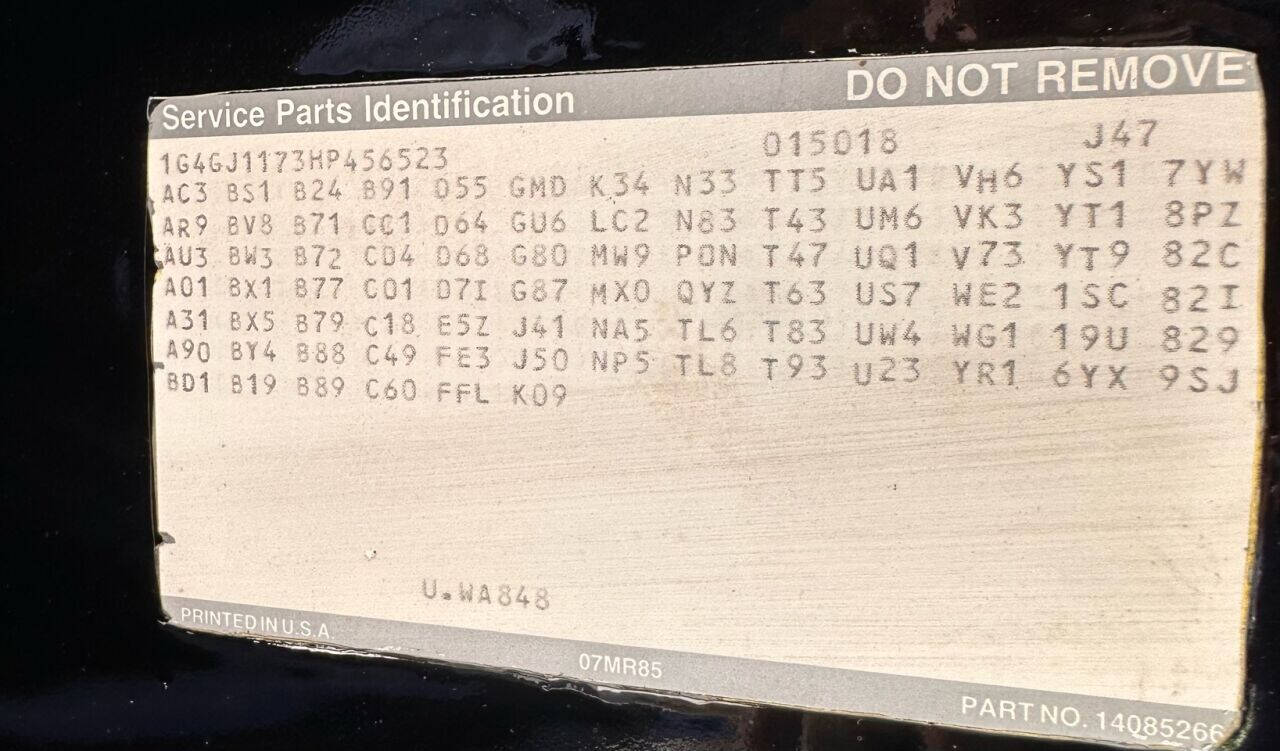 Service Parts Identification DO NOT REMOVE
1G4GJ1173HP456523 015018 J47
AC3 BS1 B24 B91 D55 GMD K34 N33 TT5 UA1 VH6 YS1 7YW
AR9 BV8 B71 CC1 D64 GU6 LC2 N83 T43 UM6 VK3 YT1 8PZ
AU3 BW3 B72 CD4 D68 G80 MW9 PON T47 UQ1 V73 YT9 82C
A01 BX1 B77 C01 D7I G87 MX0 QYZ T63 US7 WE2 1SC 82I
A31 BX5 B79 C18 E5Z J41 NA5 TL6 T83 UW4 WG1 19U 829
A90 BY4 B88 C49 FE3 J50 NP5 TL8 T93 U23 YR1 6YX 9SJ
BD1 B19 B89 C60 FFL K09
U.WA848
PRINTED IN U.S.A.
07MR85
PART NO. 14085266